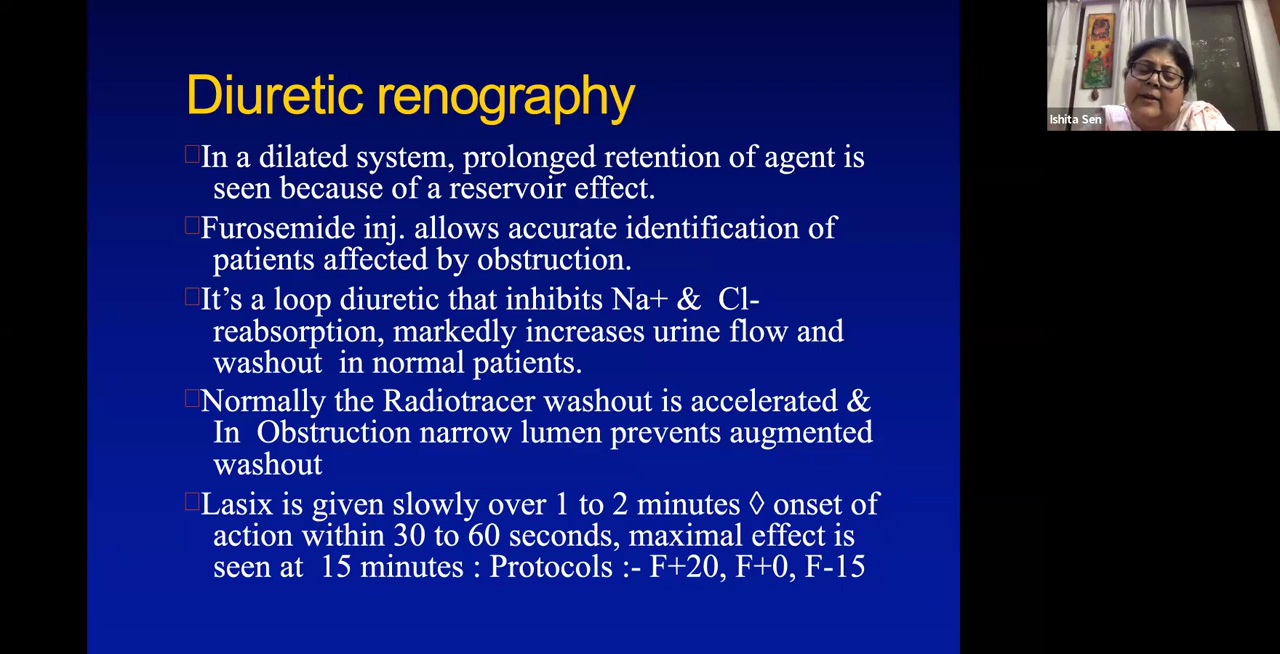 Diuretic renography
In a dilated system, prolonged retention of agent is
seen because of a reservoir effect.
Furosemide inj. allows accurate identification of
patients affected by obstruction.
It’s a loop diuretic that inhibits Na+ & Cl-
reabsorption, markedly increases urine flow and
washout in normal patients.
Normally the Radiotracer washout is accelerated &
In Obstruction narrow lumen prevents augmented
washout
Lasix is given slowly over 1 to 2 minutes ◊ onset of
action within 30 to 60 seconds, maximal effect is
seen at 15 minutes : Protocols :- F+20, F+0, F-15
Ishita Sen